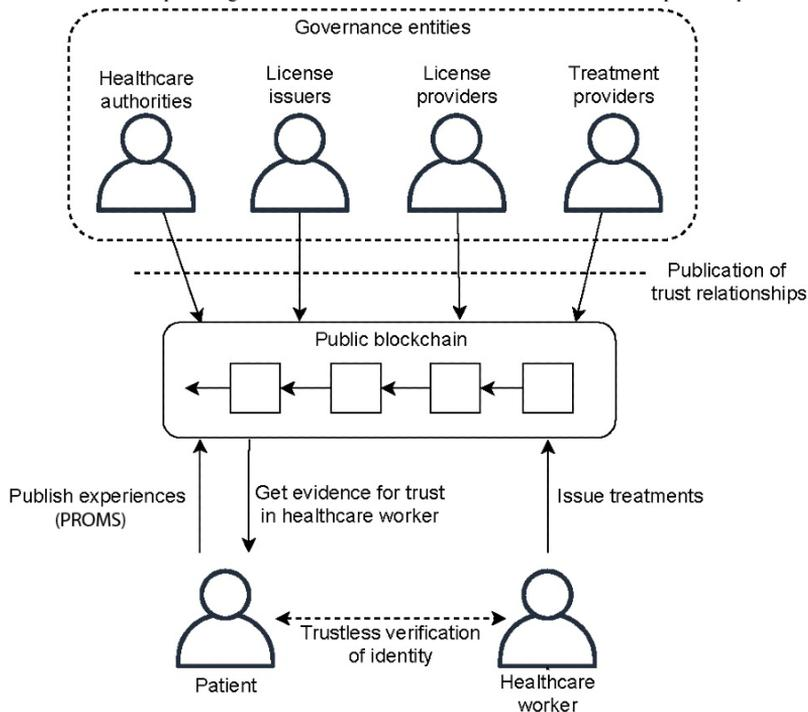 Governance entities
Healthcare
authorities
License
issuers
License
providers
Treatment
providers
Publication of
trust relationships
Public blockchain
Publish experiences
(PROMS)
Get evidence for trust
in healthcare worker
Issue treatments
Trustless verification
of identity
Patient
Healthcare
worker